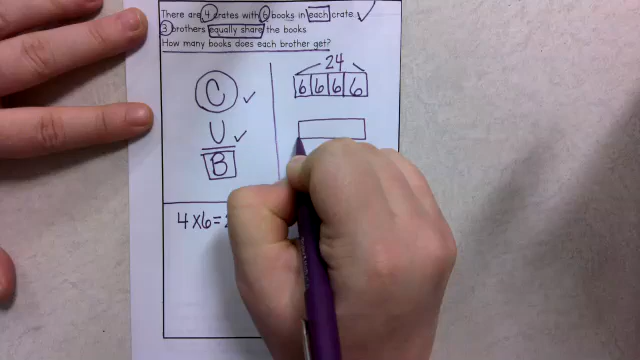 There are 4 crates with 6 books in each crate.
3 brothers equally share the books
How many books does each brother get?
24
6 6 6 6
C
U
B
4 x 6 =